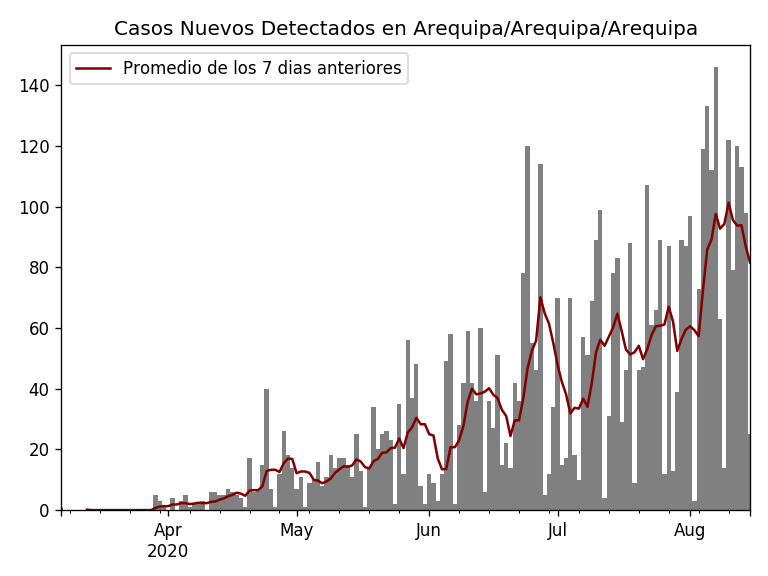 Casos Nuevos Detectados en Arequipa/Arequipa/Arequipa
Promedio de los 7 dias anteriores
140
120
100
80
60
40
20
0
Apr
2020
May
Jun
Jul
Aug